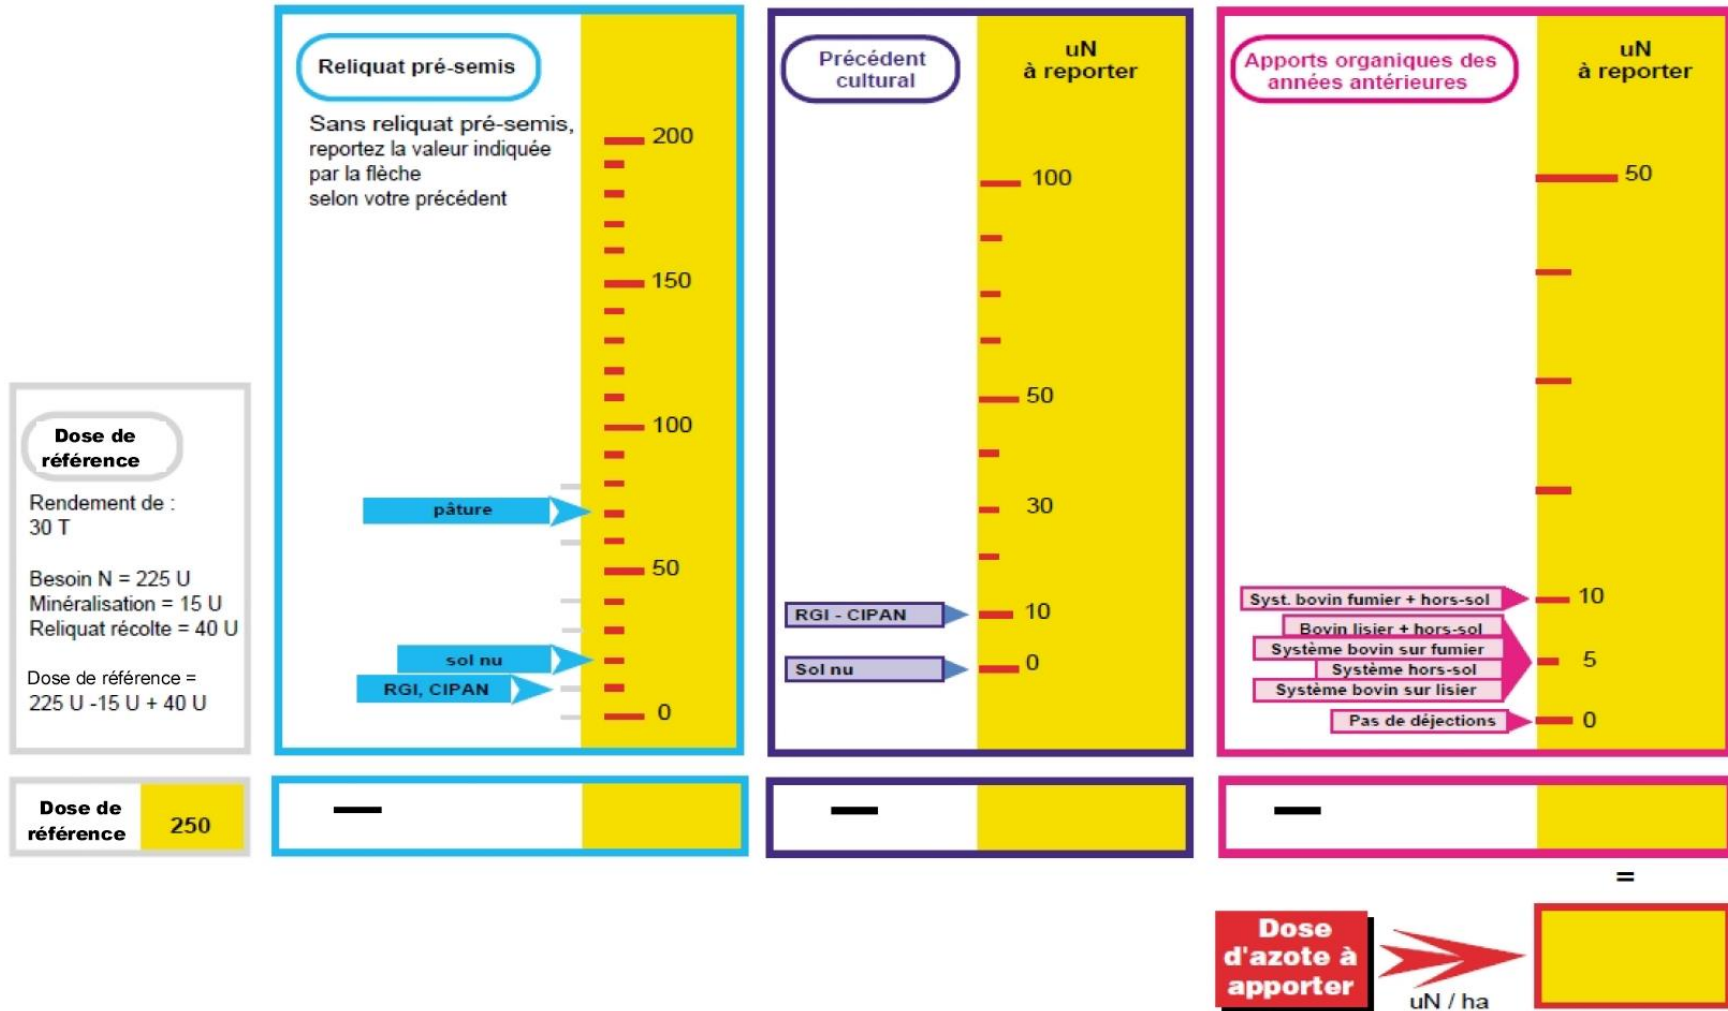 Dose de
référence
Rendement de :
30 T
Besoin N = 225 U
Minéralisation = 15 U
Reliquat récolte = 40 U
Dose de référence =
225 U -15 U + 40 U
Dose de
référence
250
Reliquat pré-semis
Sans reliquat pré-semis,
reportez la valeur indiquée
par la flèche
selon votre précédent
200
150
100
50
0
pâture
sol nu
RGI, CIPAN
—
Précédent
cultural
uN
à reporter
100
50
30
10
0
RGI - CIPAN
Sol nu
—
Apports organiques des
années antérieures
uN
à reporter
50
10
5
0
Syst. bovin fumier + hors-sol
Bovin lisier + hors-sol
Système bovin sur fumier
Système hors-sol
Système bovin sur lisier
Pas de déjections
—
=
Dose
d'azote à
apporter
uN / ha